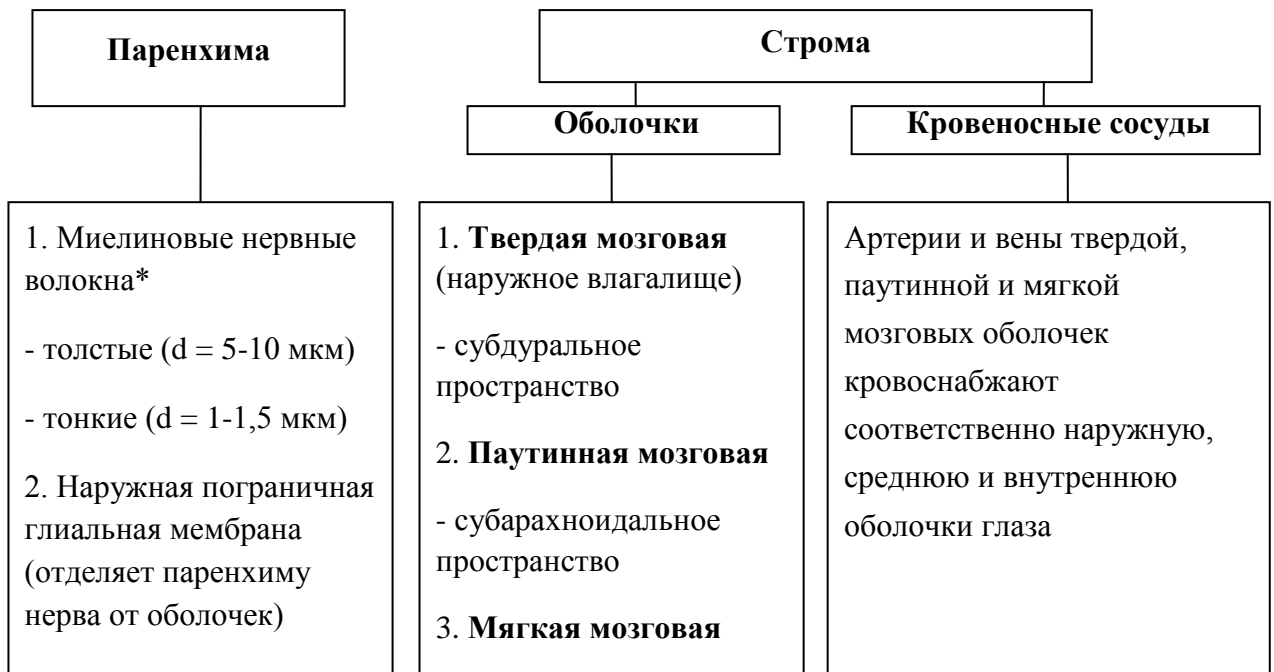 Паренхима
Строма
Оболочки
Кровеносные сосуды
1. Миелиновые нервные
волокна*
- толстые (d = 5-10 мкм)
- тонкие (d = 1-1,5 мкм)
2. Наружная пограничная
глиальная мембрана
(отделяет паренхиму
нерва от оболочек)
1. Твердая мозговая
(наружное влагалище)
- субдуральное
пространство
2. Паутинная мозговая
- субарахноидальное
пространство
3. Мягкая мозговая
Артерии и вены твердой,
паутинной и мягкой
мозговых оболочек
кровоснабжают
соответственно наружную,
среднюю и внутреннюю
оболочки глаза